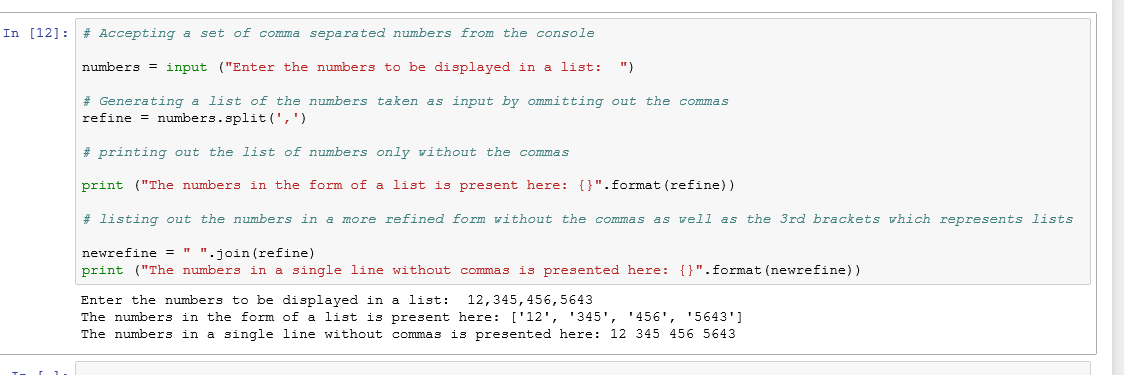 In [12]:
# Accepting a set of comma separated numbers from the console
numbers = input ("Enter the numbers to be displayed in a list:  ")
# Generating a list of the numbers taken as input by ommitting out the commas
refine = numbers.split(',')
# printing out the list of numbers only without the commas
print ("The numbers in the form of a list is present here: {}".format(refine))
# listing out the numbers in a more refined form without the commas as well as the 3rd brackets which represents lists
newrefine = " ".join(refine)
print ("The numbers in a single line without commas is presented here: {}".format(newrefine))
Enter the numbers to be displayed in a list:  12,345,456,5643
The numbers in the form of a list is present here: ['12', '345', '456', '5643']
The numbers in a single line without commas is presented here: 12 345 456 5643
In [ ]: